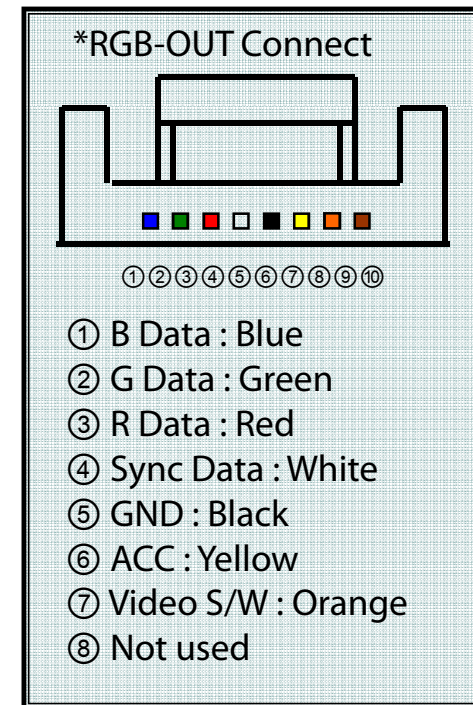 *RGB-OUT Connect
①②③④⑤⑥⑦⑧⑨⑩
① B Data : Blue
② G Data : Green
③ R Data : Red
④ Sync Data : White
⑤ GND : Black
⑥ ACC : Yellow
⑦ Video S/W : Orange
⑧ Not used